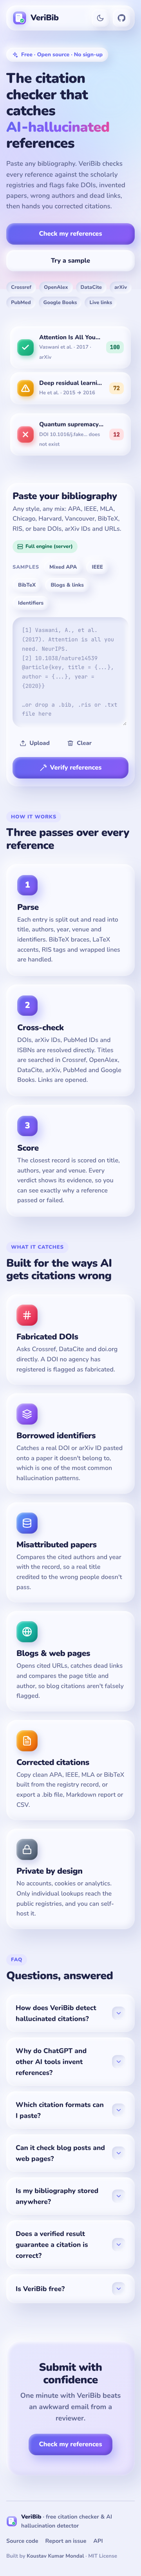 VeriBib
Free · Open source · No sign-up
The citation
checker that
catches
AI-hallucinated
references
Paste any bibliography. VeriBib checks
every reference against the scholarly
registries and flags fake DOIs, invented
papers, wrong authors and dead links,
then hands you corrected citations.
Check my references
Try a sample
Crossref OpenAlex DataCite arXiv
PubMed Google Books Live links
Attention Is All You...
Vaswani et al. · 2017 ·
arXiv
100
Deep residual learni...
He et al. · 2015 → 2016
72
Quantum supremacy...
DOI 10.1016/j.fake... does
not exist
12
Paste your bibliography
Any style, any mix: APA, IEEE, MLA,
Chicago, Harvard, Vancouver, BibTeX,
RIS, or bare DOIs, arXiv IDs and URLs.
Full engine (server)
SAMPLES Mixed APA IEEE
BibTeX Blogs & links
Identifiers
[1] Vaswani, A., et al.
(2017). Attention is all you
need. NeurIPS.
[2] 10.1038/nature14539
@article{key, title = {...},
author = {...}, year =
{2020}}
…or drop a .bib, .ris or .txt
file here
Upload Clear
Verify references
HOW IT WORKS
Three passes over every
reference
1
Parse
Each entry is split out and read into
title, authors, year, venue and
identifiers. BibTeX braces, LaTeX
accents, RIS tags and wrapped lines
are handled.
2
Cross-check
DOIs, arXiv IDs, PubMed IDs and
ISBNs are resolved directly. Titles
are searched in Crossref, OpenAlex,
DataCite, arXiv, PubMed and Google
Books. Links are opened.
3
Score
The closest record is scored on title,
authors, year and venue. Every
verdict shows its evidence, so you
can see exactly why a reference
passed or failed.
WHAT IT CATCHES
Built for the ways AI
gets citations wrong
Fabricated DOIs
Asks Crossref, DataCite and doi.org
directly. A DOI no agency has
registered is flagged as fabricated.
Borrowed identifiers
Catches a real DOI or arXiv ID pasted
onto a paper it doesn't belong to,
which is one of the most common
hallucination patterns.
Misattributed papers
Compares the cited authors and year
with the record, so a real title
credited to the wrong people doesn't
pass.
Blogs & web pages
Opens cited URLs, catches dead links
and compares the page title and
author, so blog citations aren't falsely
flagged.
Corrected citations
Copy clean APA, IEEE, MLA or BibTeX
built from the registry record, or
export a .bib file, Markdown report or
CSV.
Private by design
No accounts, cookies or analytics.
Only individual lookups reach the
public registries, and you can self-
host it.
FAQ
Questions, answered
How does VeriBib detect
hallucinated citations?
Why do ChatGPT and
other AI tools invent
references?
Which citation formats can
I paste?
Can it check blog posts and
web pages?
Is my bibliography stored
anywhere?
Does a verified result
guarantee a citation is
correct?
Is VeriBib free?
Submit with
confidence
One minute with VeriBib beats
an awkward email from a
reviewer.
Check my references
VeriBib · free citation checker & AI
hallucination detector
Source code Report an issue API
Built by Koustav Kumar Mondal · MIT License